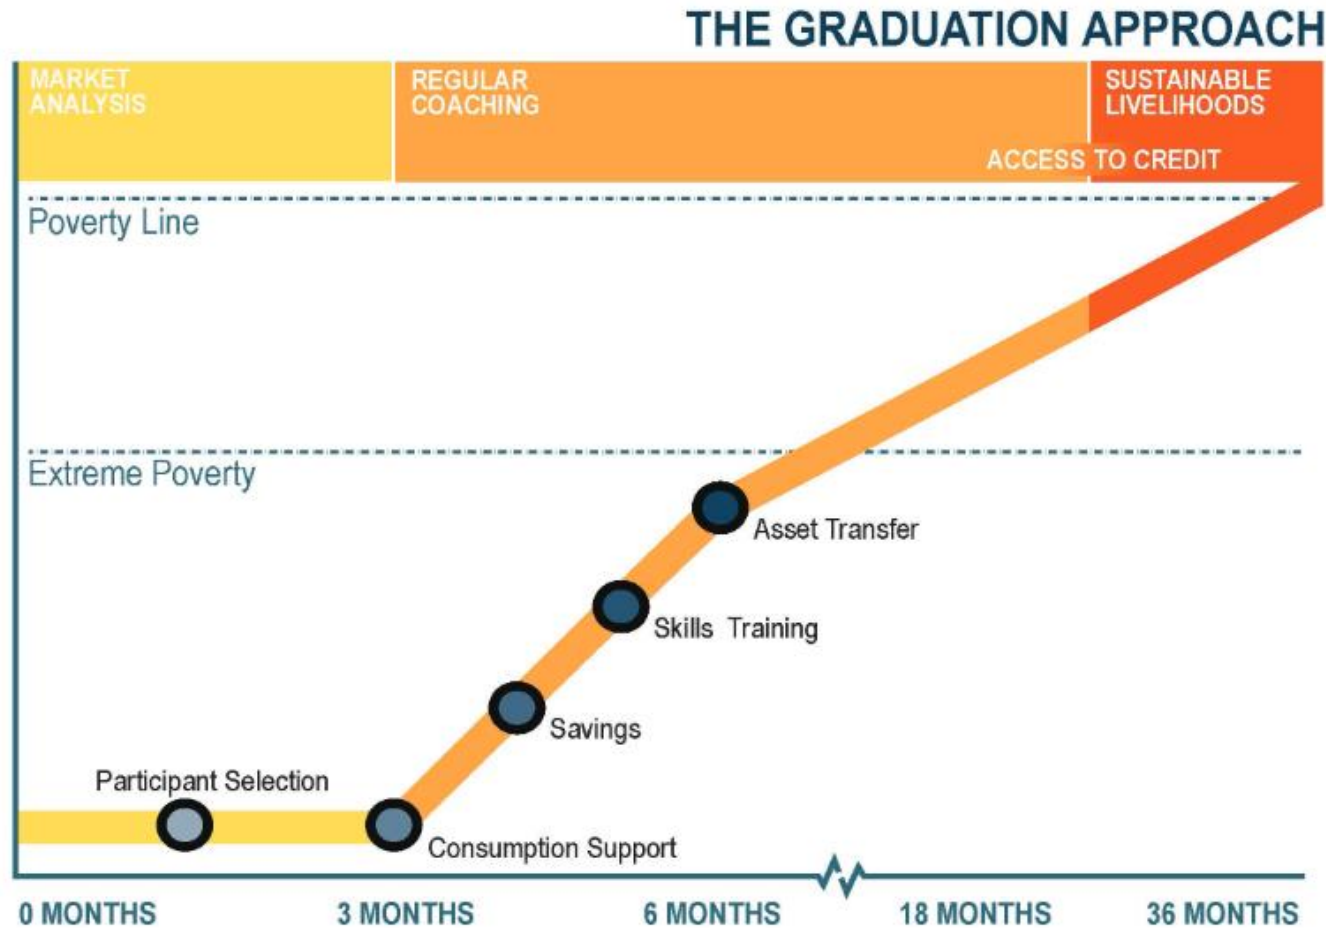 THE GRADUATION APPROACH
MARKET
ANALYSIS
REGULAR
COACHING
SUSTAINABLE
LIVELIHOODS
ACCESS TO CREDIT
Poverty Line
Extreme Poverty
Asset Transfer
Skills Training
Savings
Participant Selection
Consumption Support
0 MONTHS 3 MONTHS 6 MONTHS 18 MONTHS 36 MONTHS